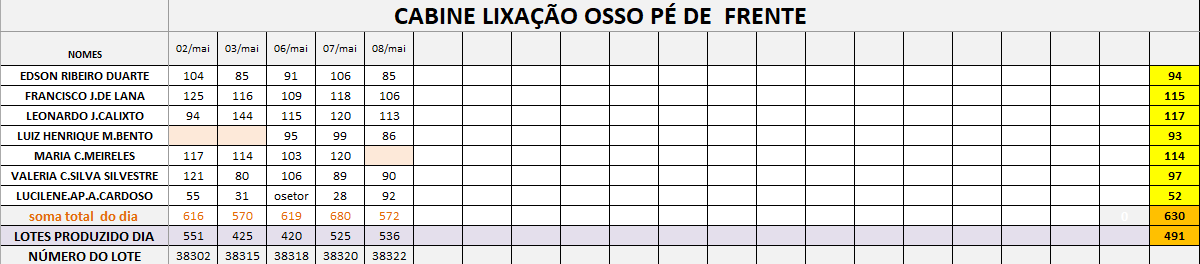 CABINE LIXAÇÃO OSSO PÉ DE FRENTE
NOMES 02/mai 03/mai 06/mai 07/mai 08/mai
EDSON RIBEIRO DUARTE 104 85 91 106 85 94
FRANCISCO J.DE LANA 125 116 109 118 106 115
LEONARDO J.CALIXTO 94 144 115 120 113 117
LUIZ HENRIQUE M.BENTO 95 99 86 93
MARIA C.MEIRELES 117 114 103 120 114
VALERIA C.SILVA SILVESTRE 121 80 106 89 90 97
LUCILENE.AP.A.CARDOSO 55 31 osetor 28 92 52
soma total do dia 616 570 619 680 572 0 630
LOTES PRODUZIDO DIA 551 425 420 525 536 491
NÚMERO DO LOTE 38302 38315 38318 38320 38322